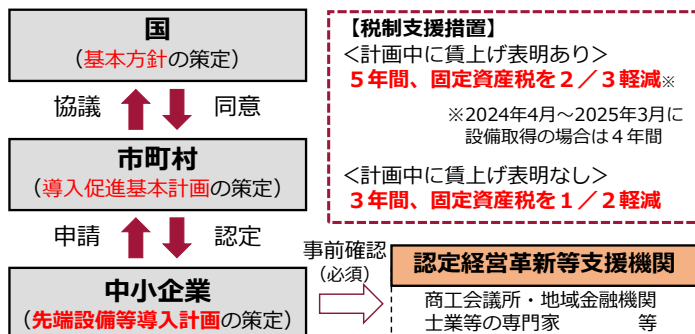 国
（基本方針の策定）
協議
同意
市町村
（導入促進基本計画の策定）
申請
認定
中小企業
（先端設備等導入計画の策定）
【税制支援措置】
＜計画中に賃上げ表明あり＞
５年間、固定資産税を２／３軽減※
※2024年4月～2025年3月に
設備取得の場合は４年間
＜計画中に賃上げ表明なし＞
３年間、固定資産税を１／２軽減
事前確認
（必須）
認定経営革新等支援機関
商工会議所・地域金融機関
士業等の専門家　　　等